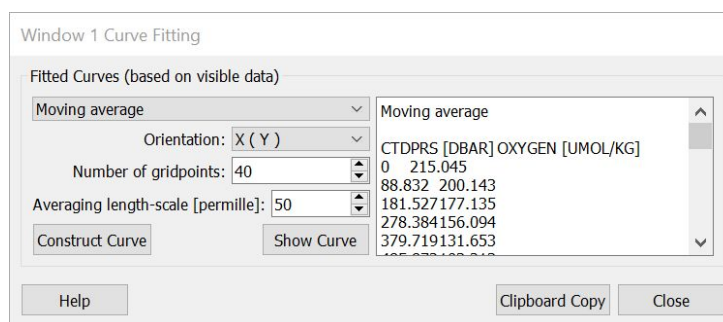 Window 1 Curve Fitting
Fitted Curves (based on visible data)
Moving average
Orientation: X ( Y )
Number of gridpoints: 40
Averaging length-scale [permille]: 50
Construct Curve
Show Curve
Moving average
CTDPRS [DBAR] OXYGEN [UMOL/KG]
0 215.045
88.832 200.143
181.527177.135
278.384156.094
379.719131.653
Help
Clipboard Copy
Close